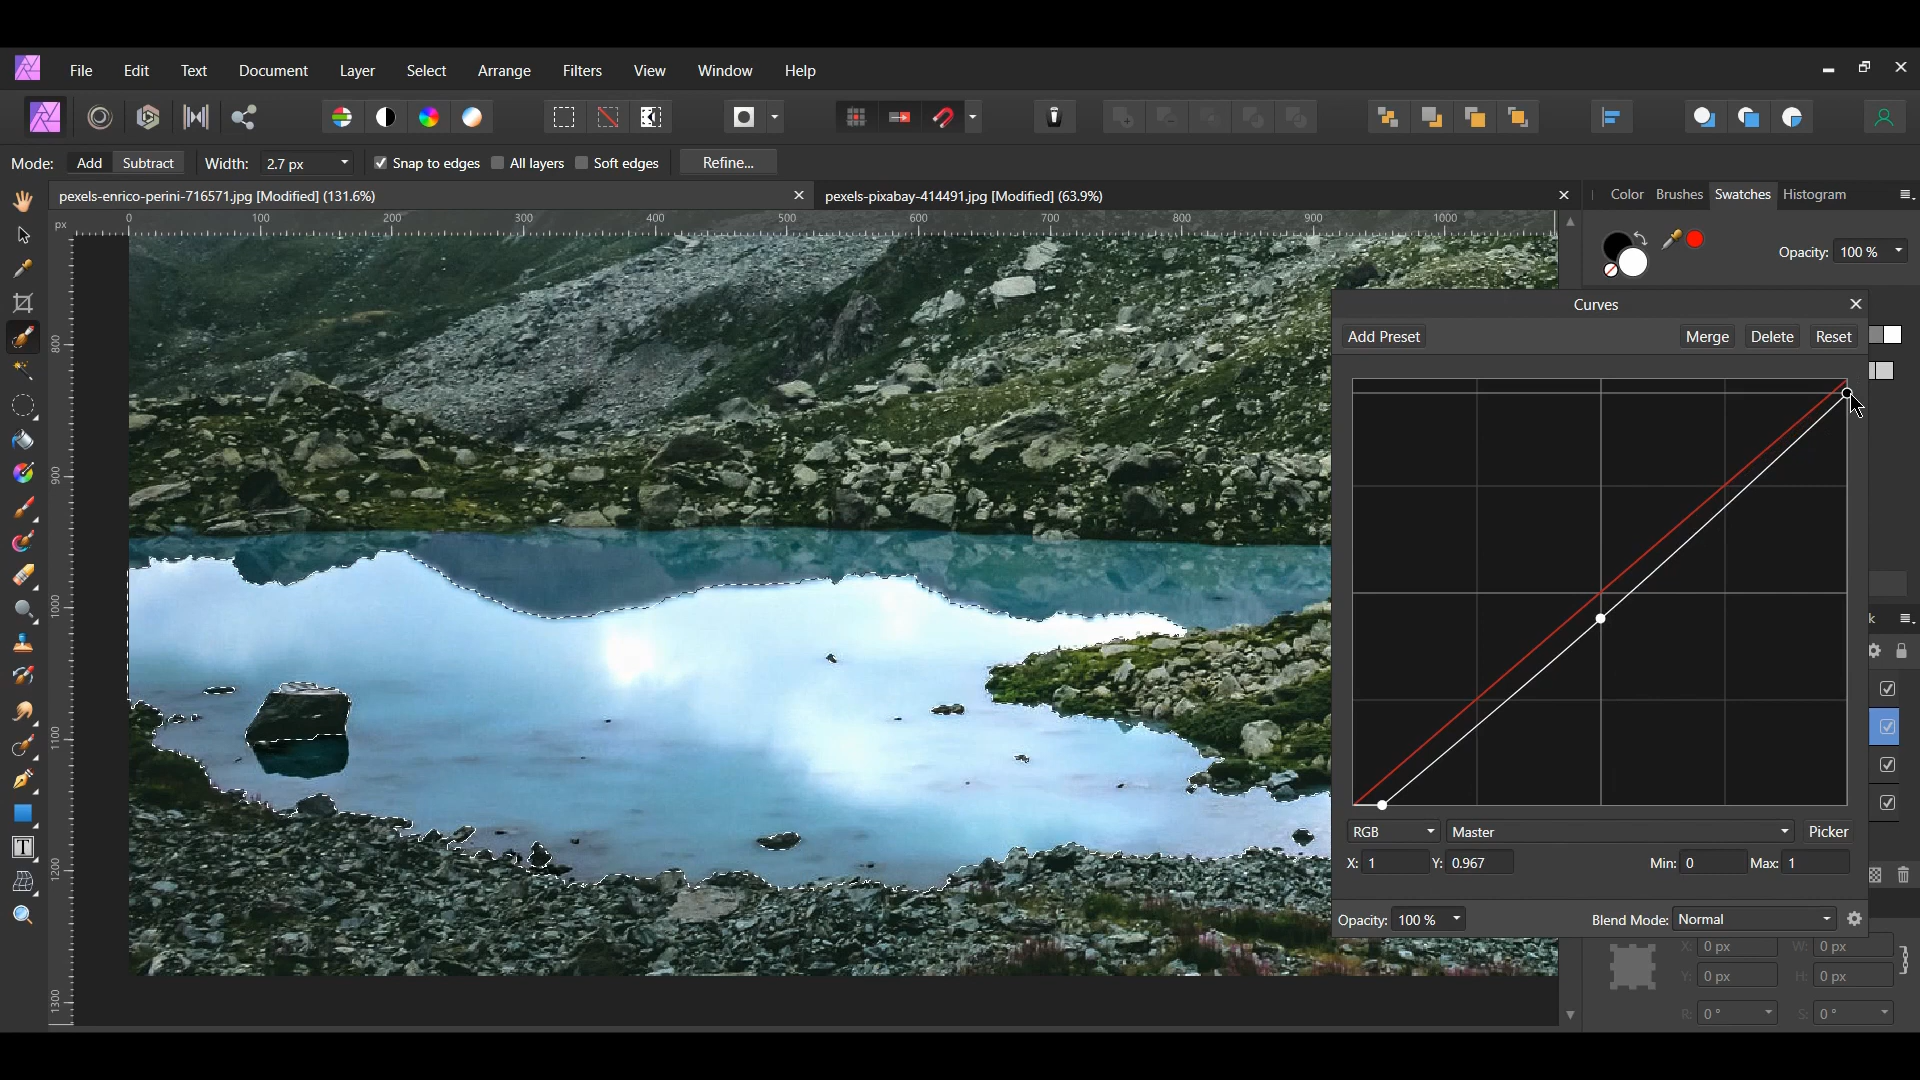 File Edit Text Document Layer Select Arrange Filters View Window Help
Mode: Add Subtract Width: 2.7 px Snap to edges All layers Soft edges Refine...
pexels-enrico-perini-716571.jpg [Modified] (131.6%) pexels-pixabay-414491.jpg [Modified] (63.9%) Color Brushes Swatches Histogram
px 0 100 200 300 400 500 600 700 800 900 1000
Opacity: 100 %
Curves
Add Preset Merge Delete Reset
800
900
1000
1100
1200
1300
k
RGB Master Picker
X: 1 Y: 0.967 Min: 0 Max: 1
Opacity: 100 % Blend Mode: Normal
X: 0 px W: 0 px
Y: 0 px H: 0 px
R: 0 ° S: 0 °